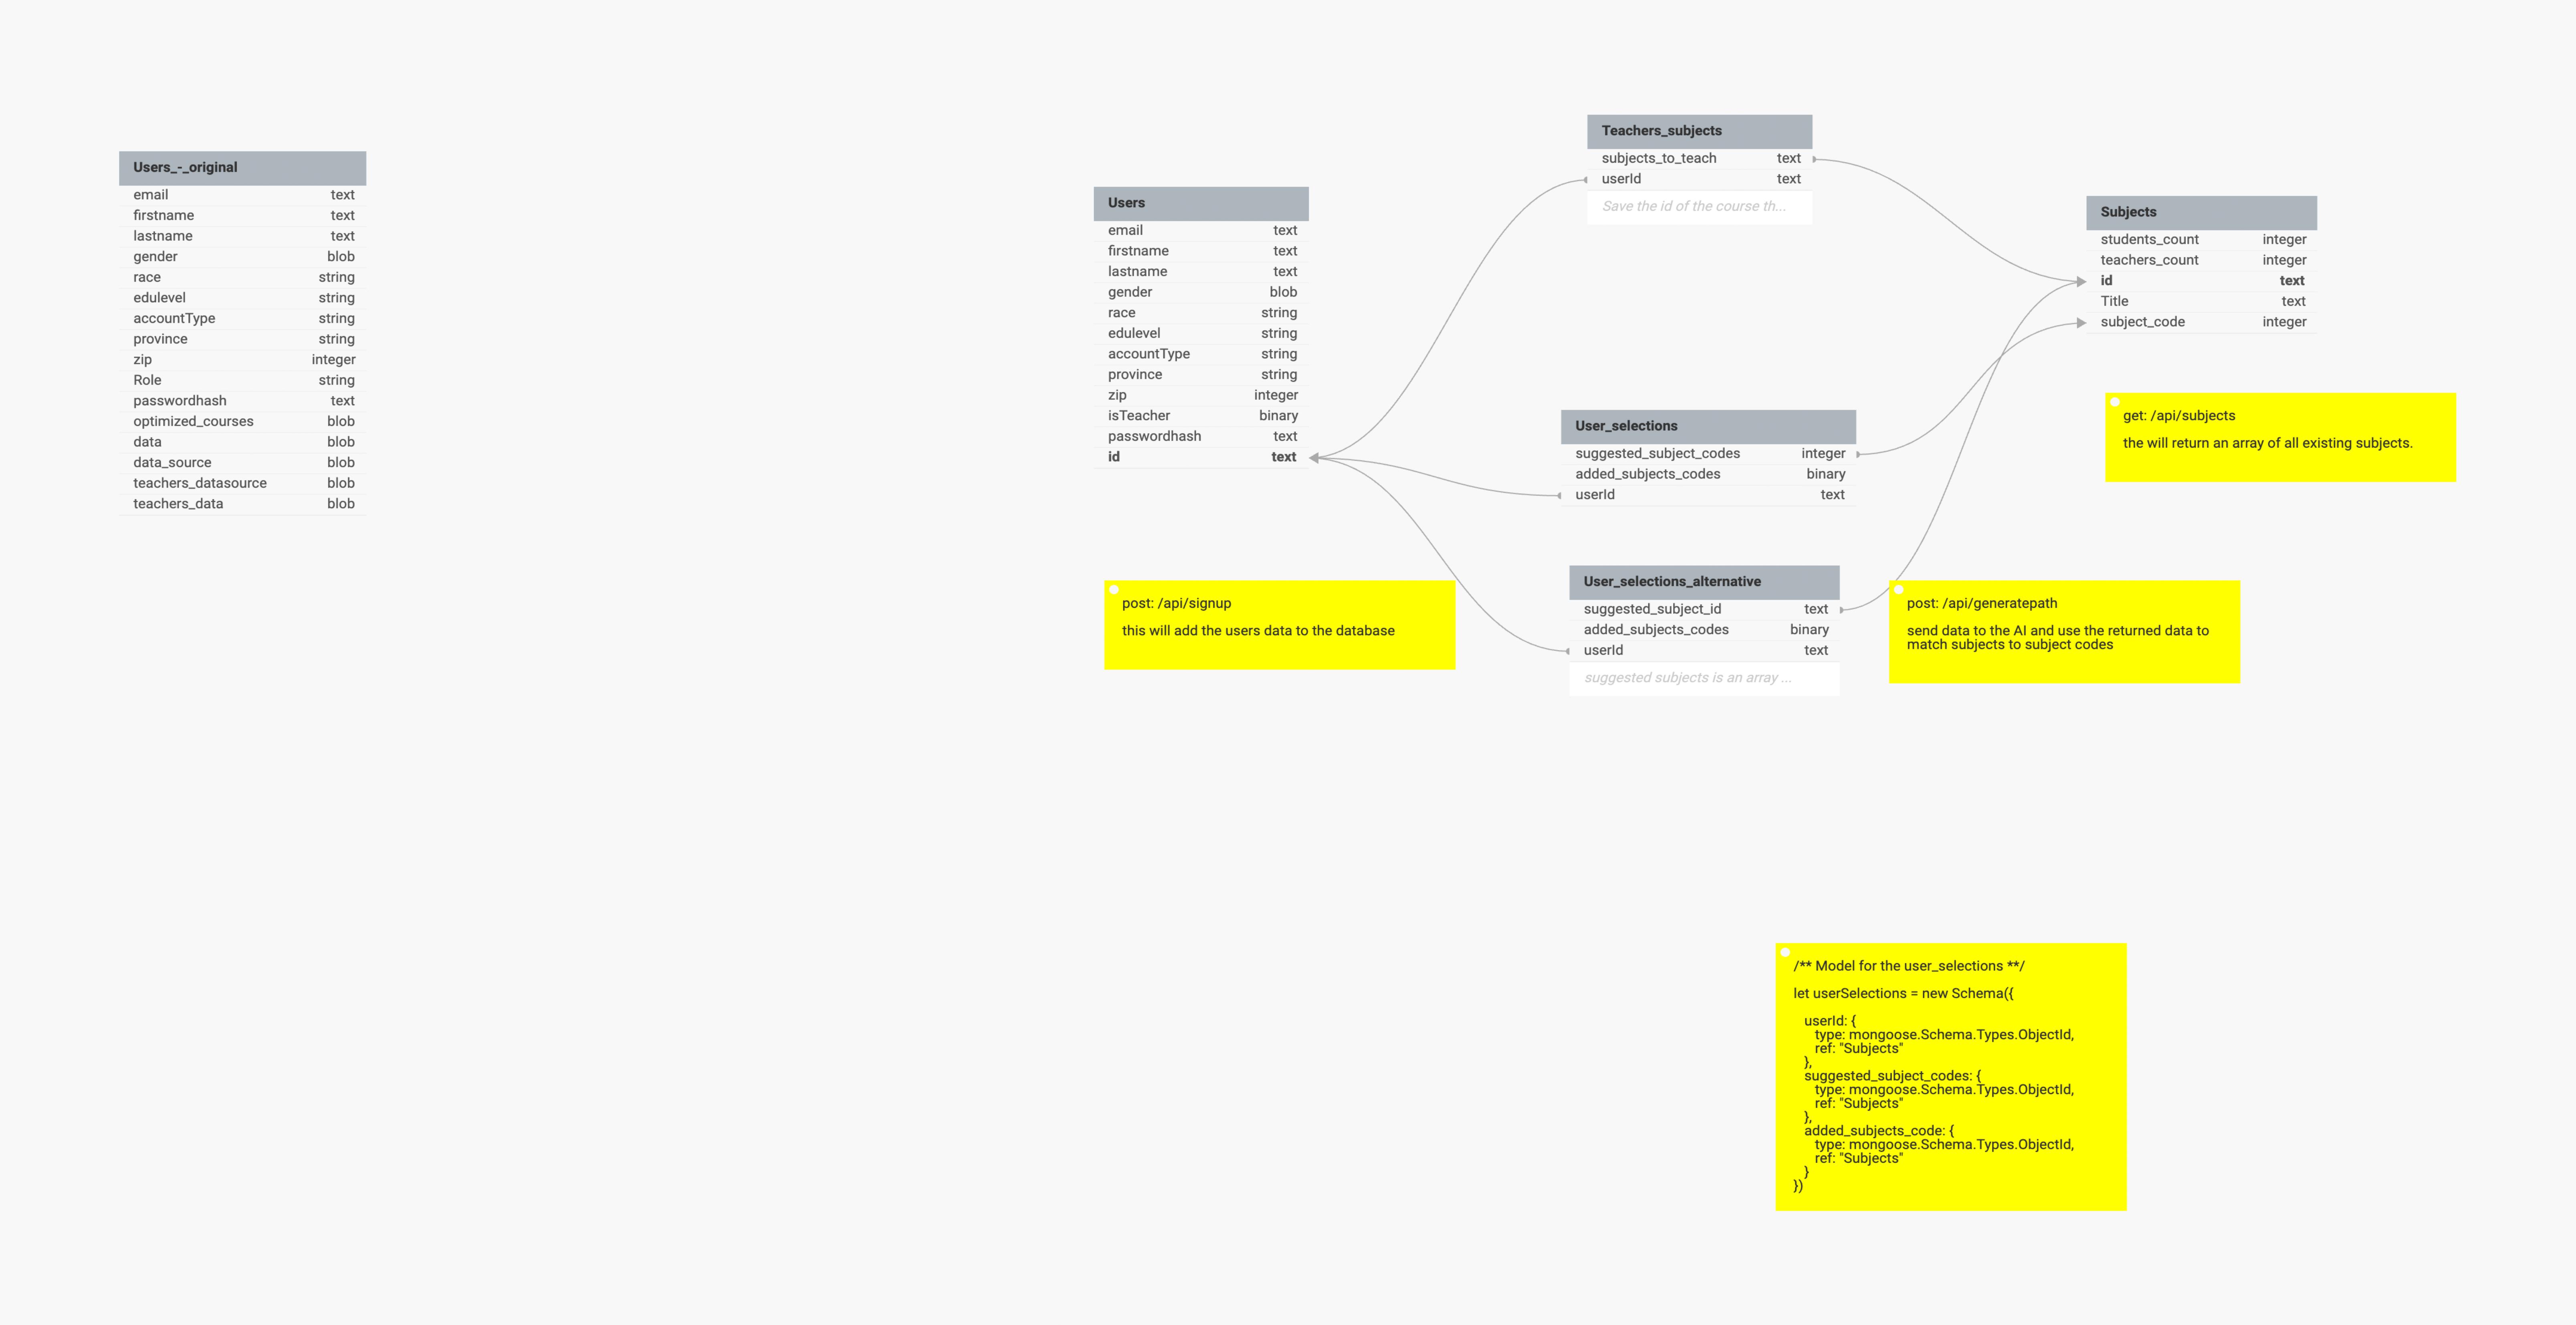 Users_-_original
email text
firstname text
lastname text
gender blob
race string
edulevel string
accountType string
province string
zip integer
Role string
passwordhash text
optimized_courses blob
data blob
data_source blob
teachers_datasource blob
teachers_data blob
Users
email text
firstname text
lastname text
gender blob
race string
edulevel string
accountType string
province string
zip integer
isTeacher binary
passwordhash text
id text
post: /api/signup
this will add the users data to the database
Teachers_subjects
subjects_to_teach text
userId text
Save the id of the course th...
User_selections
suggested_subject_codes integer
added_subjects_codes binary
userId text
User_selections_alternative
suggested_subject_id text
added_subjects_codes binary
userId text
suggested subjects is an array ...
Subjects
students_count integer
teachers_count integer
id text
Title text
subject_code integer
get: /api/subjects
the will return an array of all existing subjects.
post: /api/generatepath
send data to the AI and use the returned data to
match subjects to subject codes
/** Model for the user_selections **/
let userSelections = new Schema({
userId: {
type: mongoose.Schema.Types.ObjectId,
ref: "Subjects"
},
suggested_subject_codes: {
type: mongoose.Schema.Types.ObjectId,
ref: "Subjects"
},
added_subjects_code: {
type: mongoose.Schema.Types.ObjectId,
ref: "Subjects"
}
})